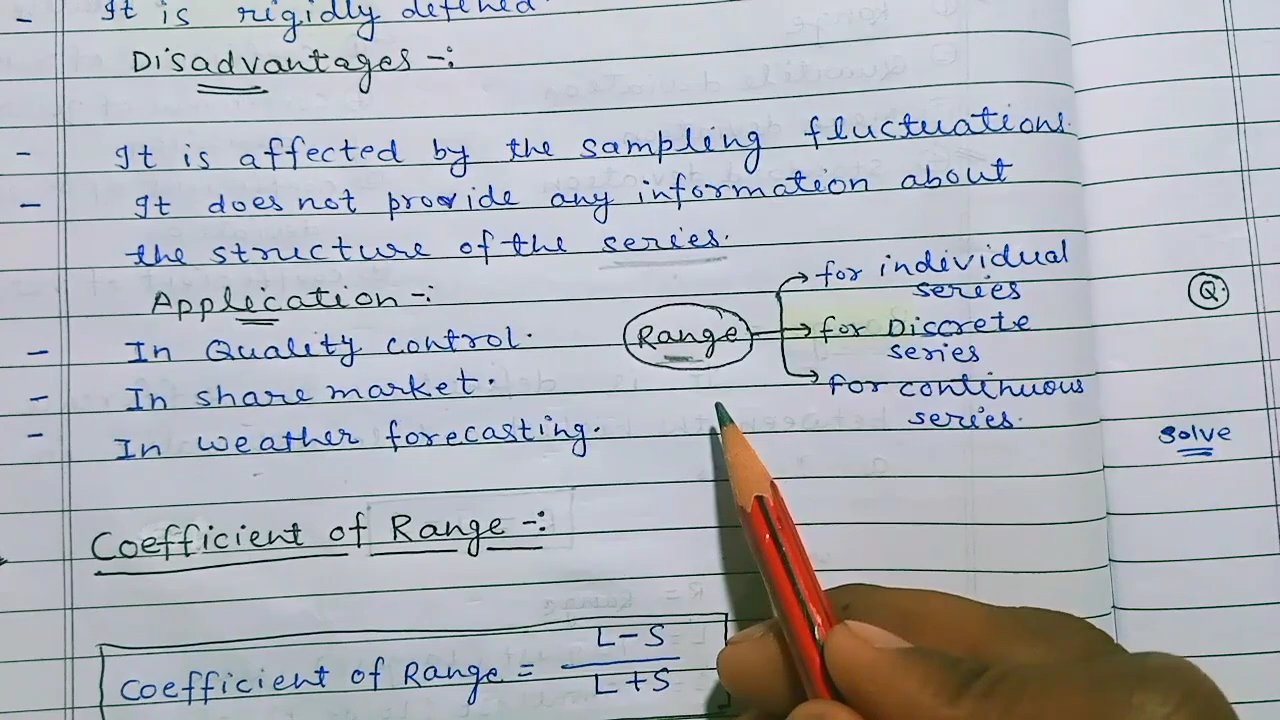 - It is rigidly defined
Disadvantages -:
- It is affected by the sampling fluctuations.
- It does not provide any information about
the structure of the series.
Application -:
- In Quality control.
- In share market.
- In weather forecasting.
Range
→ for individual
series
→ for Discrete
series
→ for continuous
series.
Q.
Solve
Coefficient of Range -:
Coefficient of Range = L-S
L+S